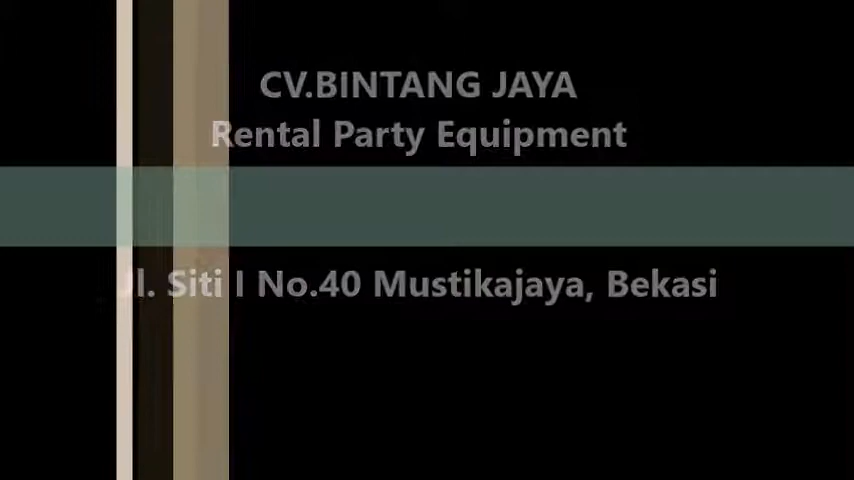 CV.BINTANG JAYA
Rental Party Equipment
Jl. Siti I No.40 Mustikajaya, Bekasi